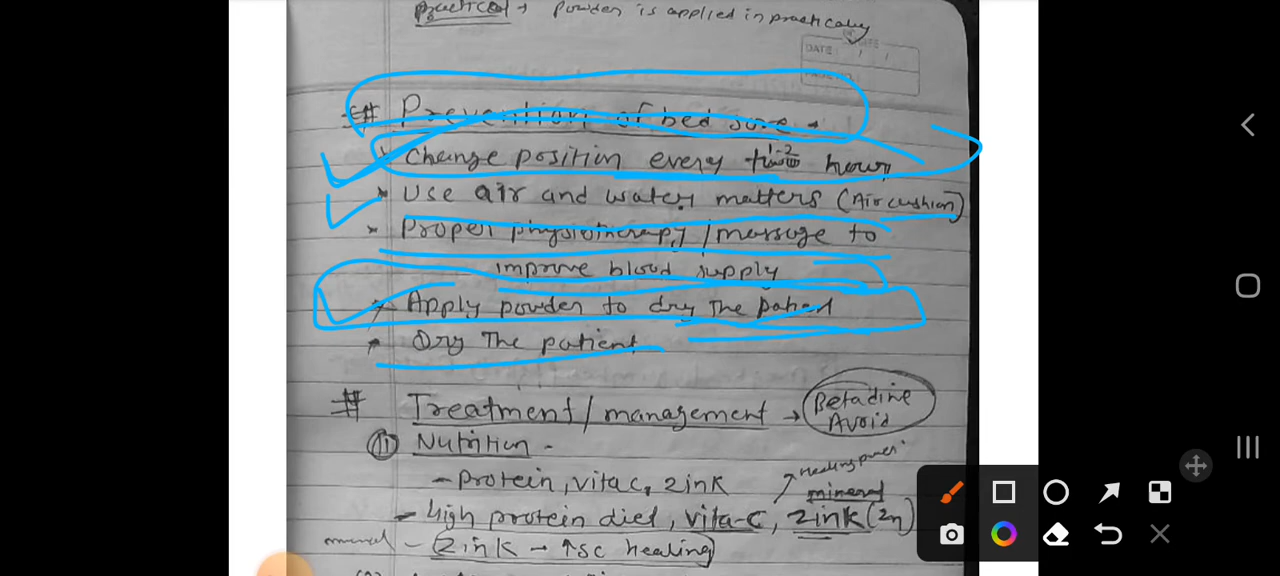 Practical → Powder is applied in practically
DATE: / /
# Prevention of bed sore -
Change position every 1-2 hour
* Use air and water matters (Air cushion)
* Proper physiotherapy / massage to
improve blood supply
* Apply powder to dry The patient
* Dry The patient
# Treatment / management → Betadine Avoid
① Nutrition -
healing power
- Protein, vita c, zink mineral
- High protein diet, vita-C, zink (Zn)
- (Zink → ↑sc healing)